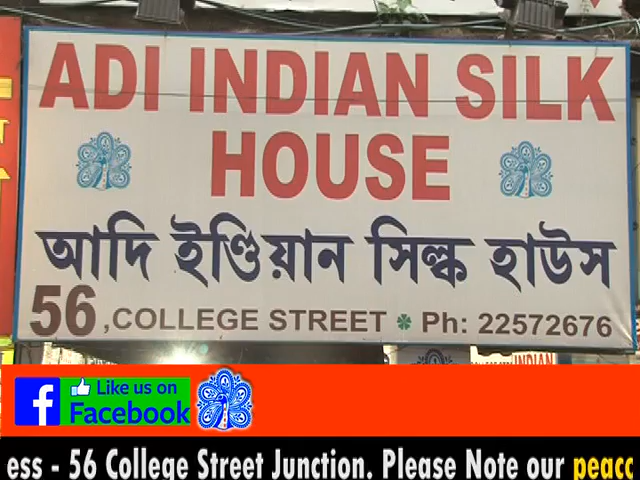 ADI INDIAN SILK
HOUSE
আদি ইণ্ডিয়ান সিল্ক হাউস
56, COLLEGE STREET ☘ Ph: 22572676
INDIAN
f Like us on
Facebook
ess - 56 College Street Junction. Please Note our peacc